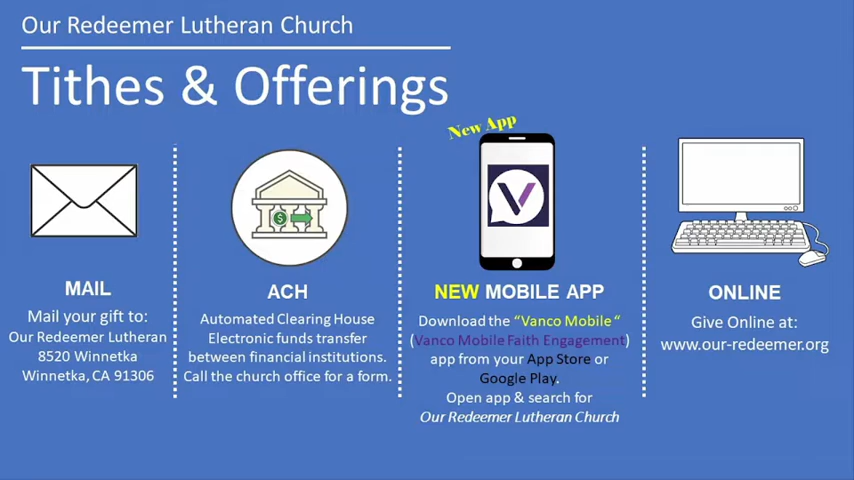 Our Redeemer Lutheran Church
Tithes & Offerings
New App
V
MAIL
Mail your gift to:
Our Redeemer Lutheran
8520 Winnetka
Winnetka, CA 91306
$
ACH
Automated Clearing House
Electronic funds transfer
between financial institutions.
Call the church office for a form.
NEW MOBILE APP
Download the “Vanco Mobile “
(Vanco Mobile Faith Engagement)
app from your App Store or
Google Play.
Open app & search for
Our Redeemer Lutheran Church
ONLINE
Give Online at:
www.our-redeemer.org